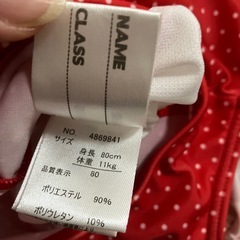 NAME
CLASS
NO. 4869841
サイズ
身長 80cm
体重 11kg
品質表示 80
ポリエステル 90%
ポリウレタン 10%